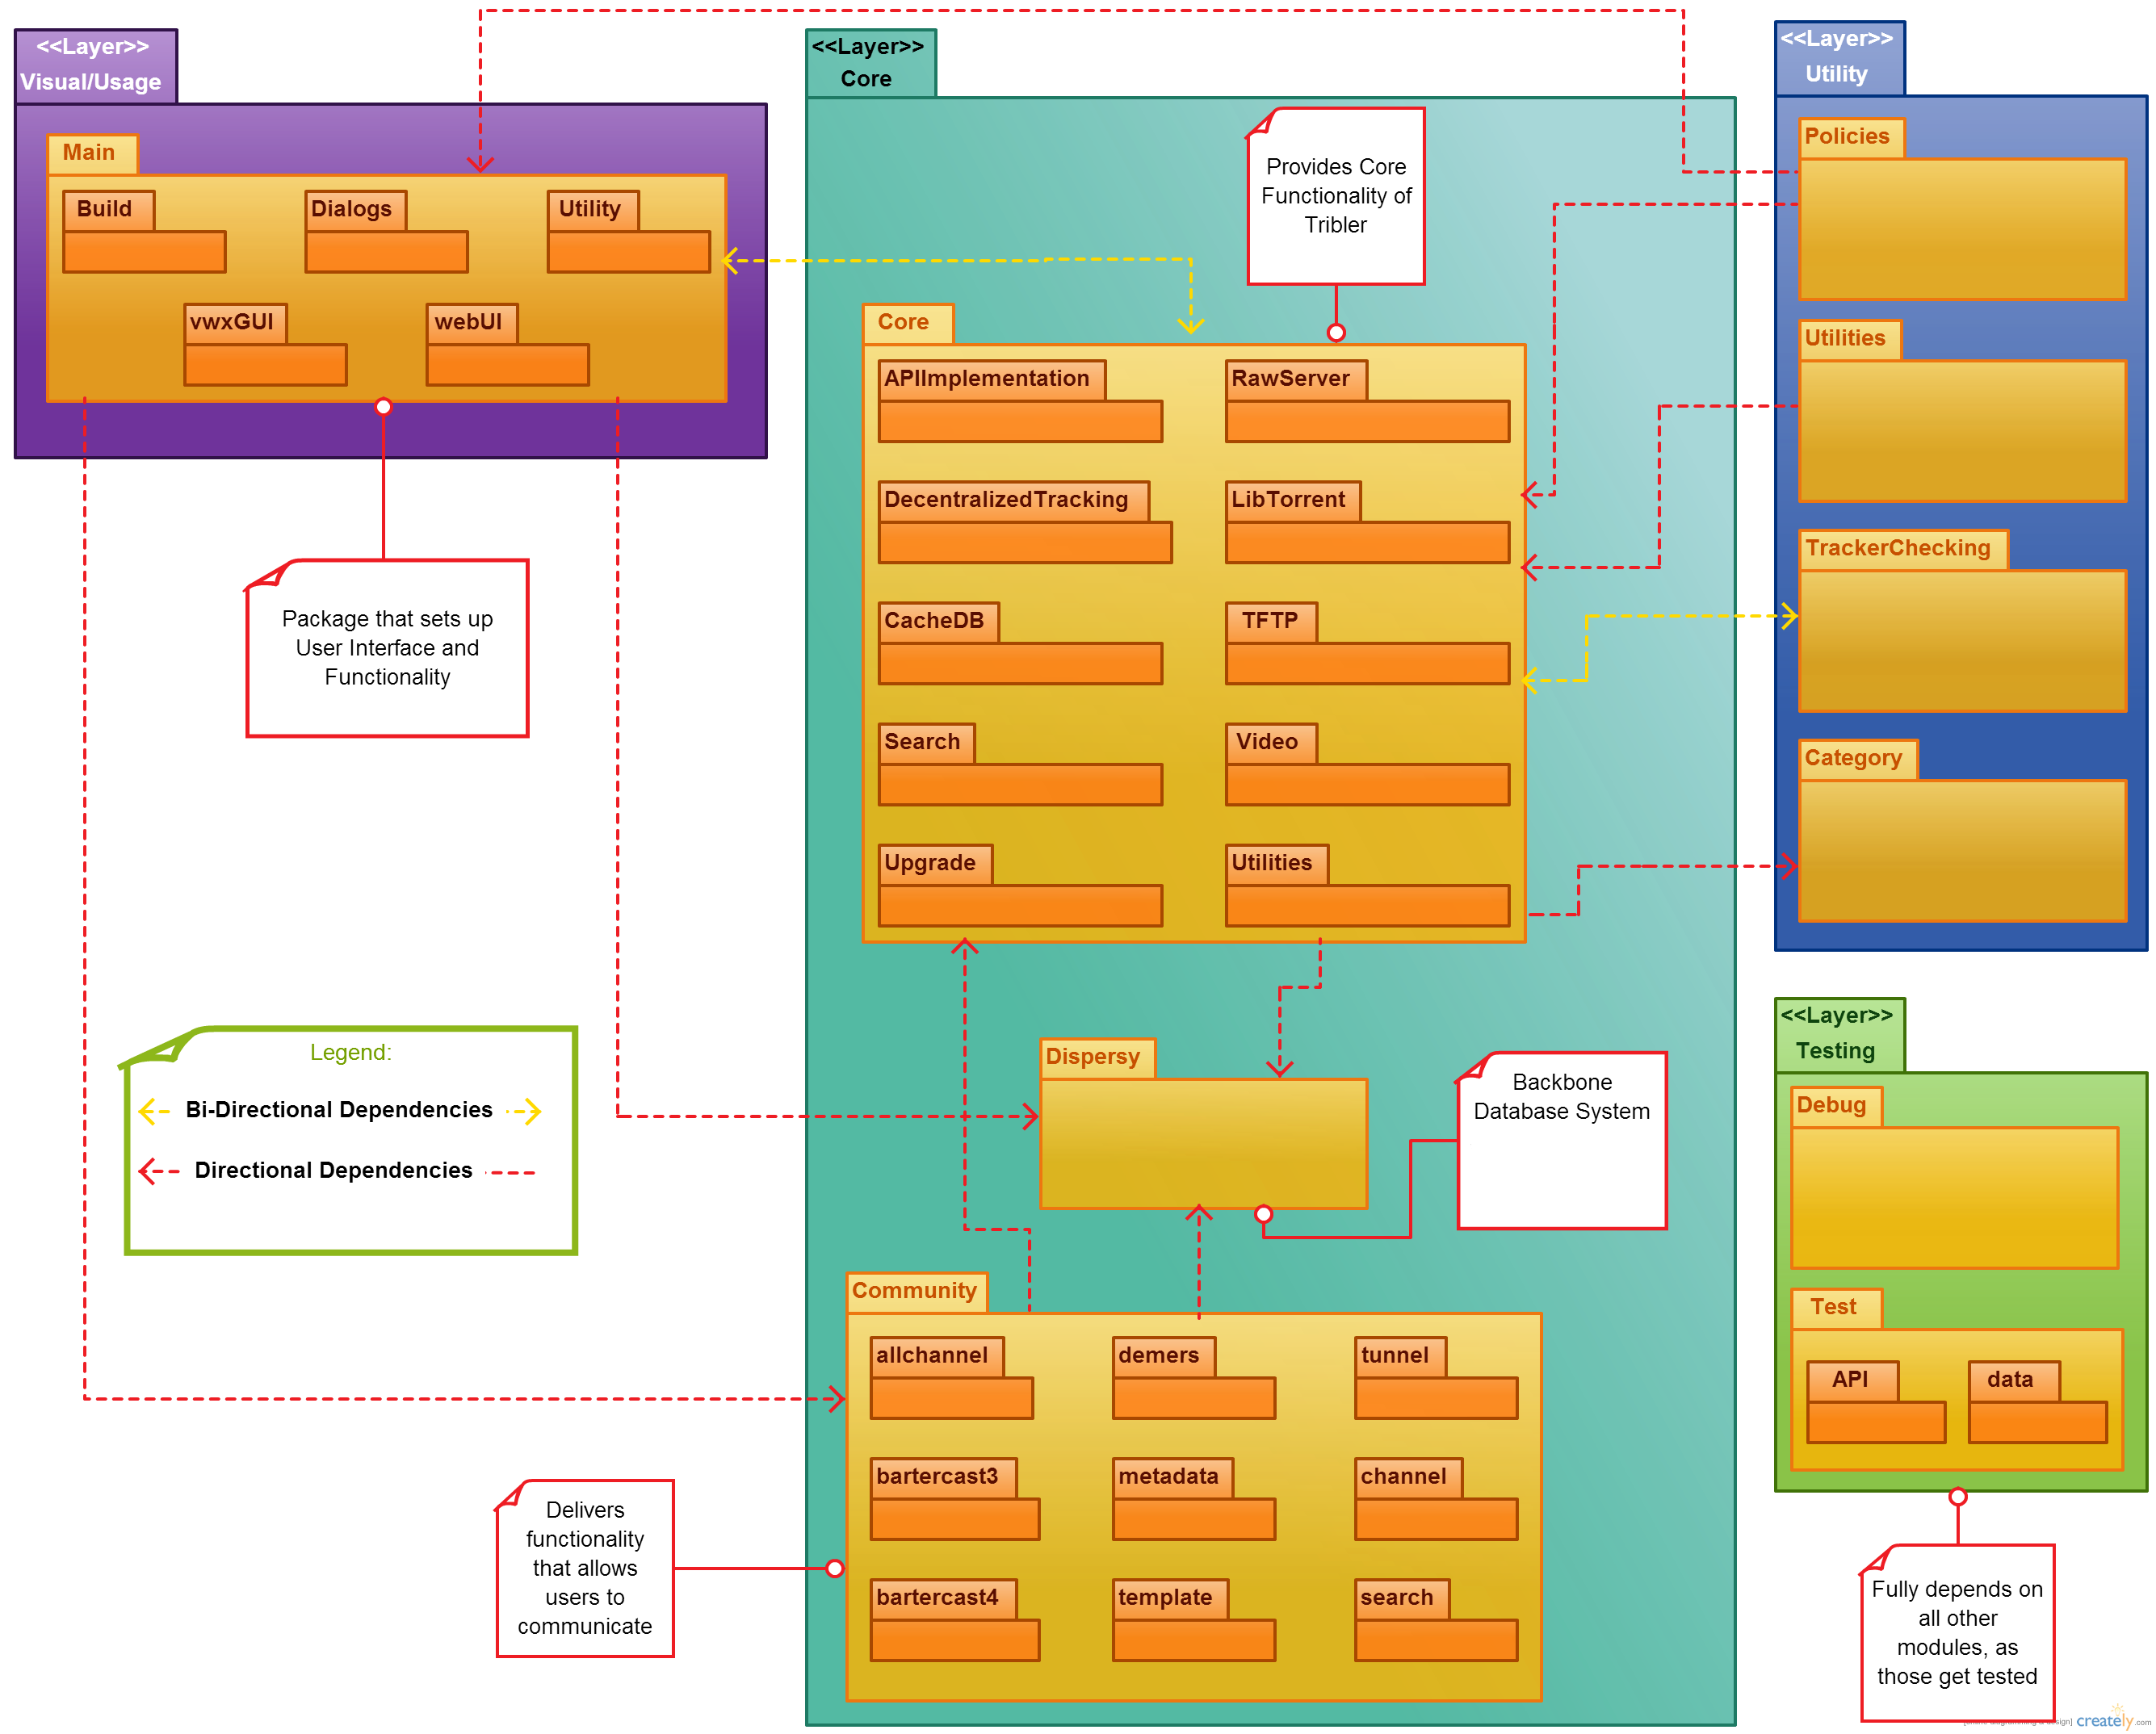 <<Layer>>
Visual/Usage
Main
Build
Dialogs
Utility
vwxGUI
webUI
Package that sets up
User Interface and
Functionality
Legend:
Bi-Directional Dependencies
Directional Dependencies
<<Layer>>
Core
Provides Core
Functionality of
Tribler
Core
APIImplementation
RawServer
DecentralizedTracking
LibTorrent
CacheDB
TFTP
Search
Video
Upgrade
Utilities
Dispersy
Backbone
Database System
Community
allchannel
demers
tunnel
bartercast3
metadata
channel
bartercast4
template
search
Delivers
functionality
that allows
users to
communicate
<<Layer>>
Utility
Policies
Utilities
TrackerChecking
Category
<<Layer>>
Testing
Debug
Test
API
data
Fully depends on
all other
modules, as
those get tested
creately.com